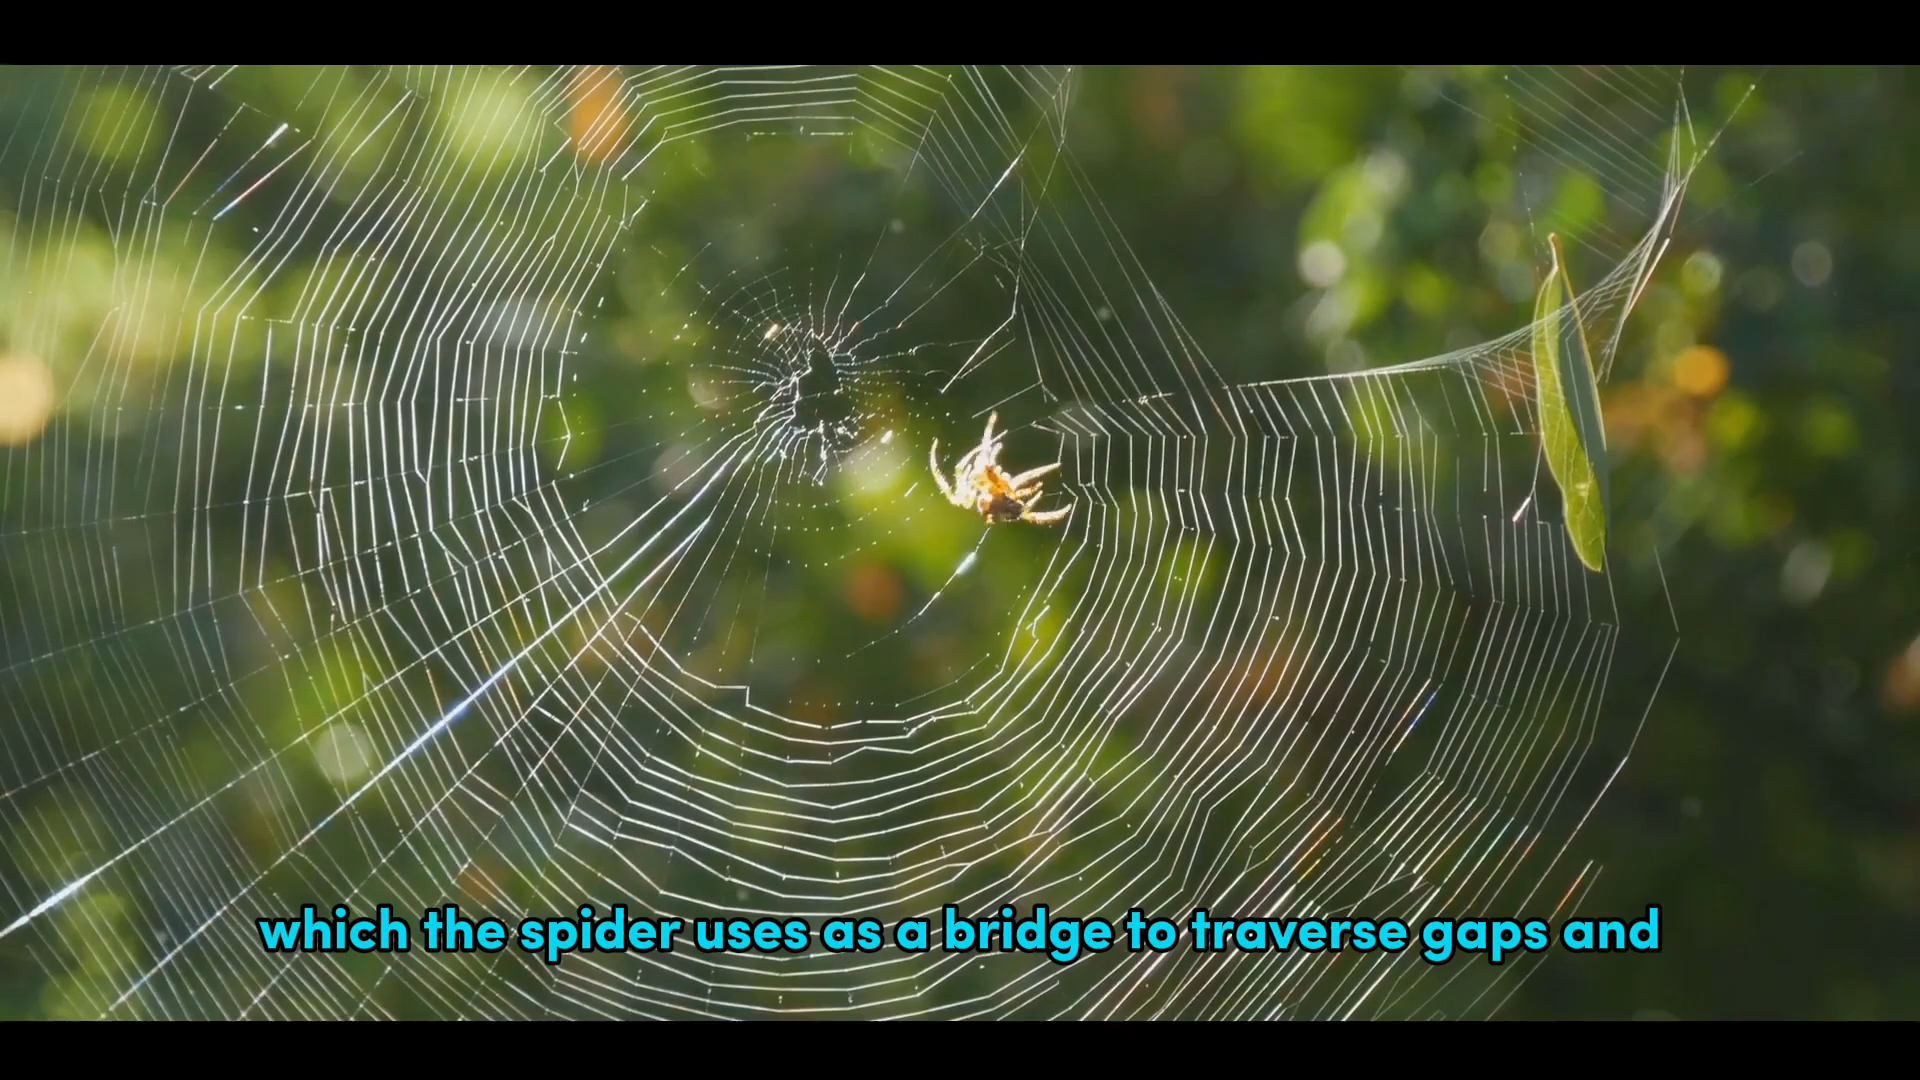 which the spider uses as a bridge to traverse gaps and